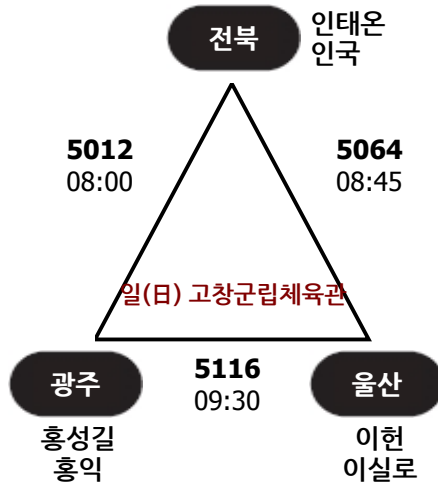 전북
인태온
인국
5012
08:00
5064
08:45
일(日) 고창군립체육관
광주
5116
09:30
울산
홍성길
홍익
이헌
이실로